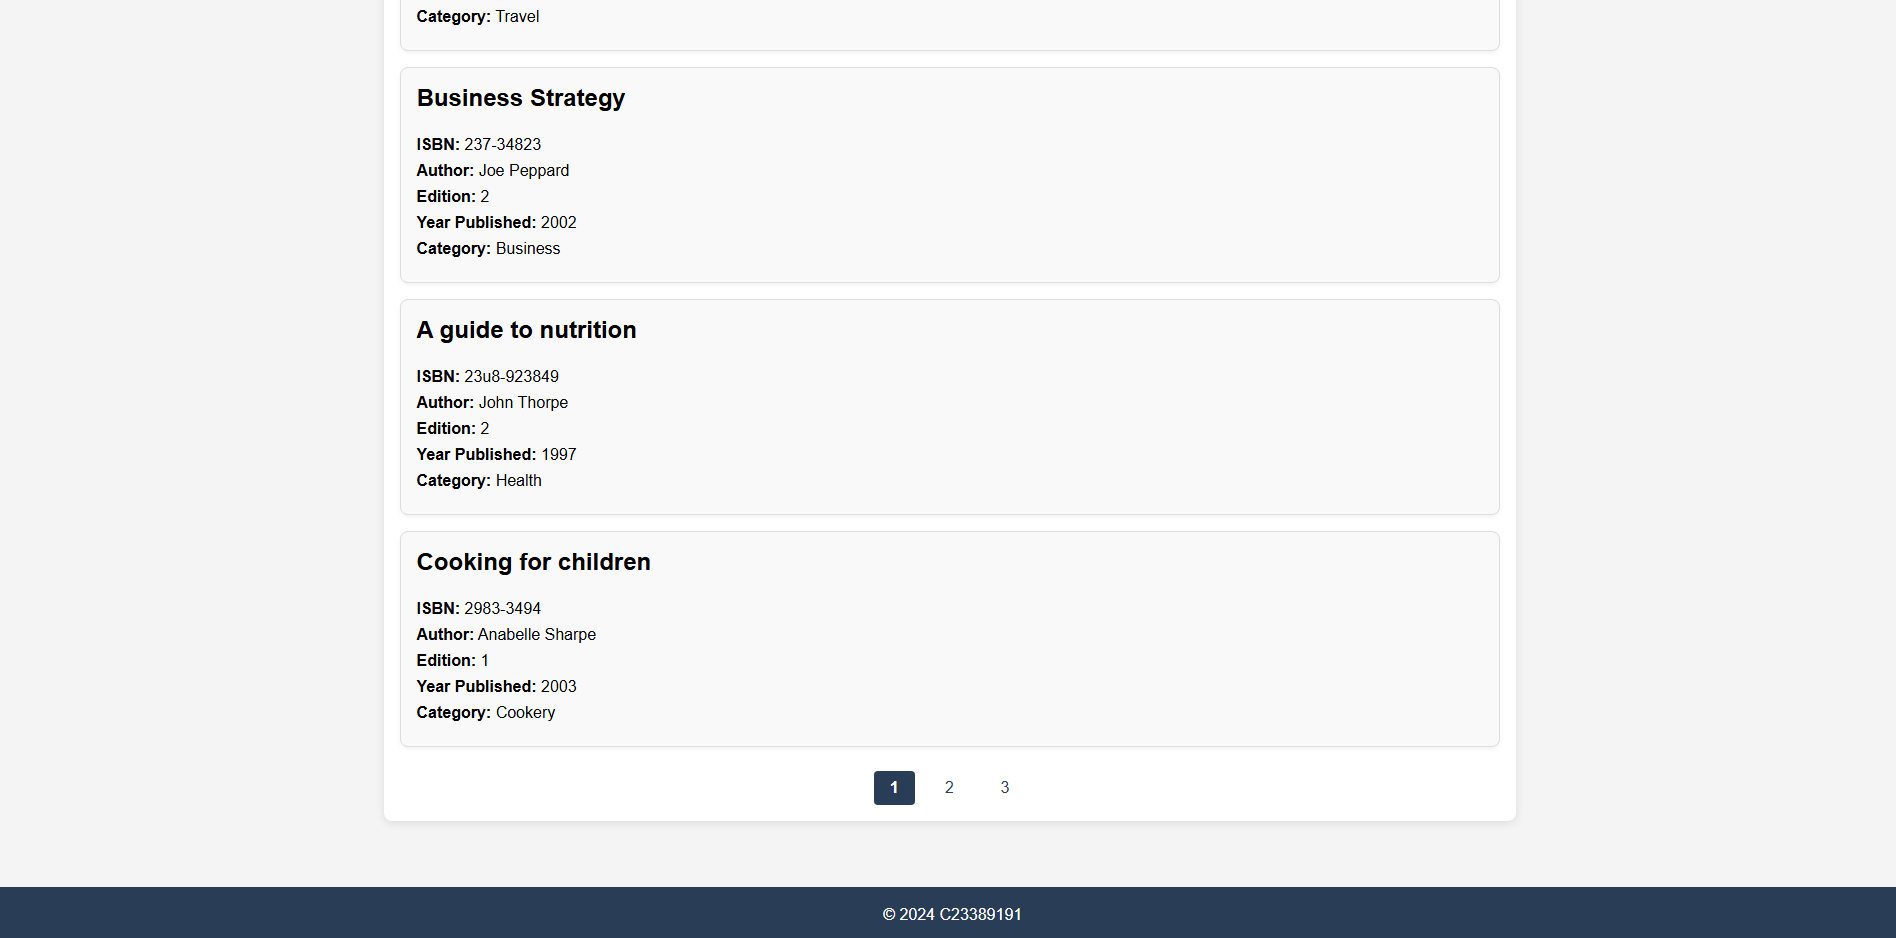 Category: Travel
Business Strategy
ISBN: 237-34823
Author: Joe Peppard
Edition: 2
Year Published: 2002
Category: Business
A guide to nutrition
ISBN: 23u8-923849
Author: John Thorpe
Edition: 2
Year Published: 1997
Category: Health
Cooking for children
ISBN: 2983-3494
Author: Anabelle Sharpe
Edition: 1
Year Published: 2003
Category: Cookery
1 2 3
© 2024 C23389191